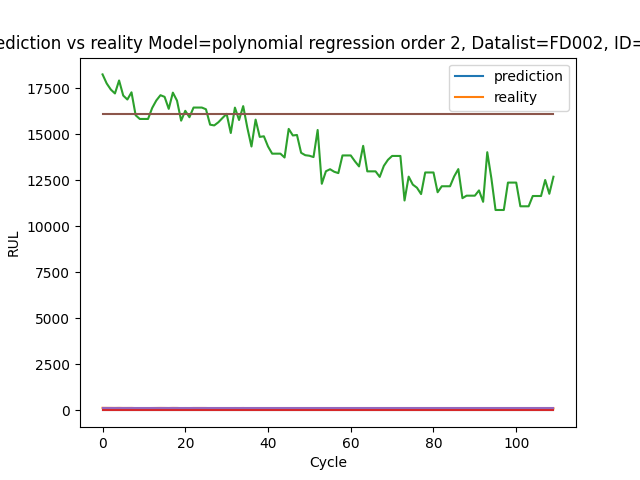 ediction vs reality Model=polynomial regression order 2, Datalist=FD002, ID=
prediction
reality
17500
15000
12500
10000
7500
5000
2500
0
RUL
0 20 40 60 80 100
Cycle